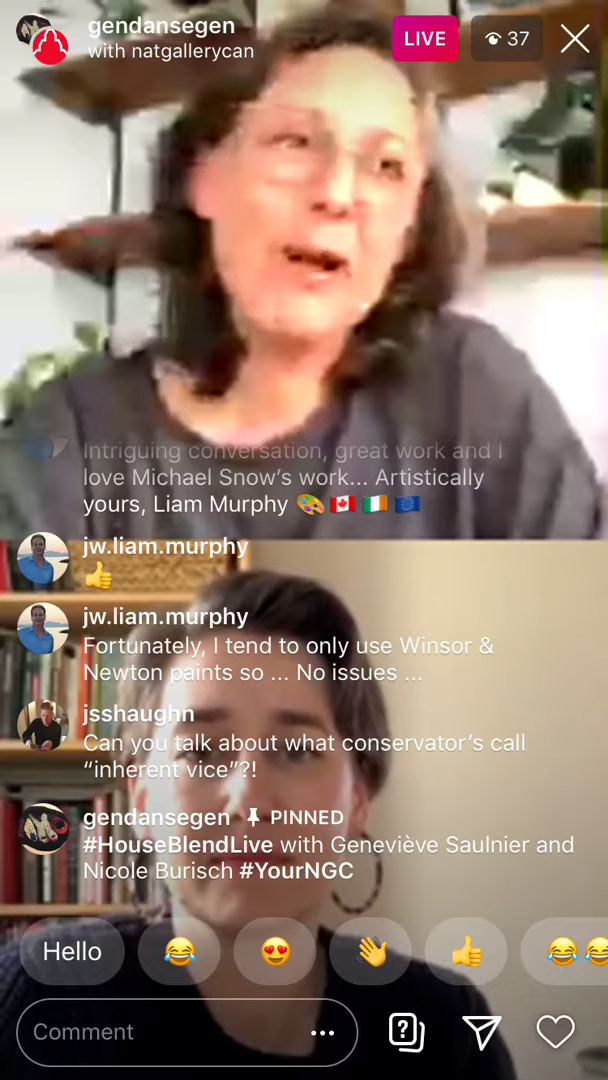 gendansegen
with natgallerycan
LIVE
37
Intriguing conversation, great work and I
love Michael Snow's work... Artistically
yours, Liam Murphy 🎨🇨🇦🇮🇪🇪🇺
jw.liam.murphy
👍
jw.liam.murphy
Fortunately, I tend to only use Winsor &
Newton paints so ... No issues ...
jsshaughn
Can you talk about what conservator's call
“inherent vice”?!
gendansegen PINNED
#HouseBlendLive with Geneviève Saulnier and
Nicole Burisch #YourNGC
Hello 😂 😍 👋 👍 😂😂
Comment ...